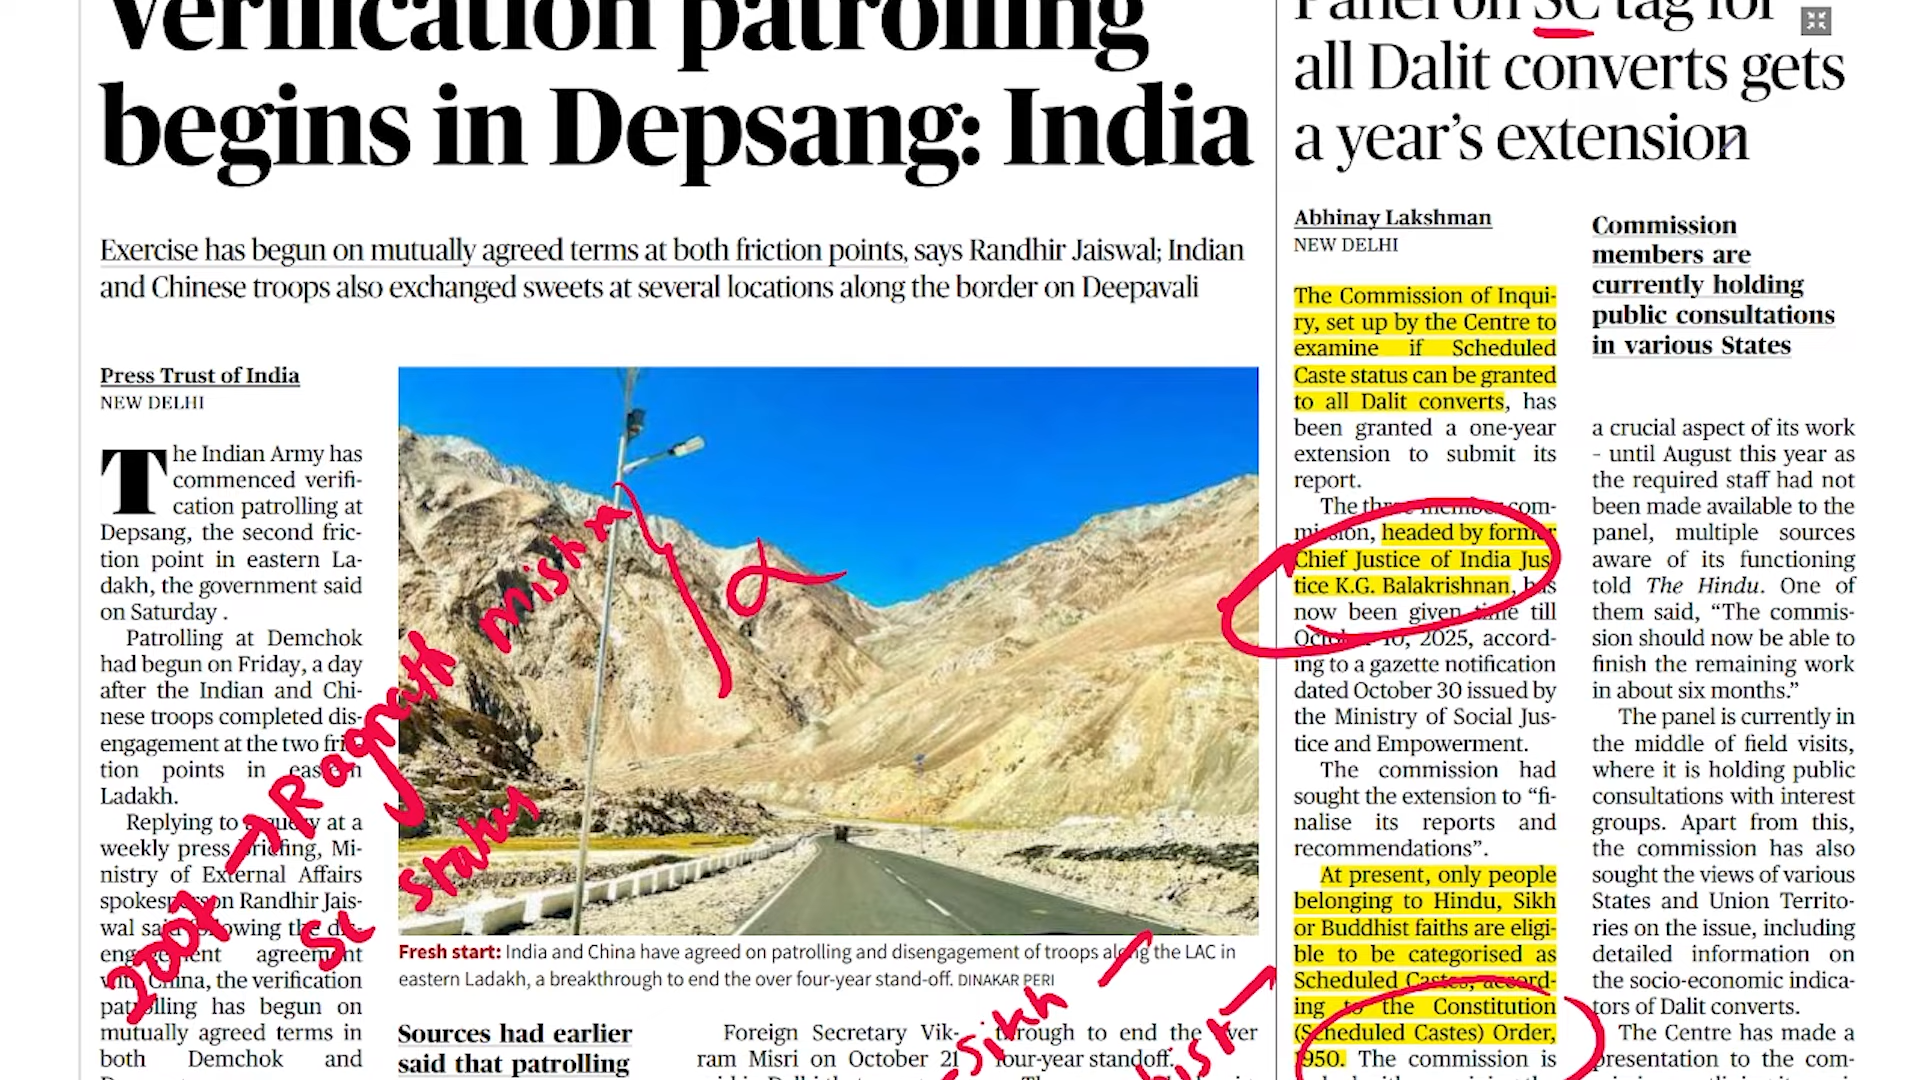 Verification patrolling
begins in Depsang: India
Exercise has begun on mutually agreed terms at both friction points, says Randhir Jaiswal; Indian
and Chinese troops also exchanged sweets at several locations along the border on Deepavali
Press Trust of India
NEW DELHI
The Indian Army has
commenced verifi-
cation patrolling at
Depsang, the second fric-
tion point in eastern La-
dakh, the government said
on Saturday .
Patrolling at Demchok
had begun on Friday, a day
after the Indian and Chi-
nese troops completed dis-
engagement at the two fric-
tion points in eastern
Ladakh.
Replying to a query at a
weekly press briefing, Mi-
nistry of External Affairs
spokesperson Randhir Jais-
wal said following the dis-
engagement agreement
with China, the verification
patrolling has begun on
mutually agreed terms in
both Demchok and
Fresh start: India and China have agreed on patrolling and disengagement of troops along the LAC in
eastern Ladakh, a breakthrough to end the over four-year stand-off. DINAKAR PERI
Sources had earlier
said that patrolling
Foreign Secretary Vik-
ram Misri on October 21
through to end the over
four-year standoff.
2007 → Ragnath mishra
SC status
sikh
Panel on SC tag for
all Dalit converts gets
a year’s extension
Abhinay Lakshman
NEW DELHI
The Commission of Inqui-
ry, set up by the Centre to
examine if Scheduled
Caste status can be granted
to all Dalit converts, has
been granted a one-year
extension to submit its
report.
The three-member com-
mission, headed by former
Chief Justice of India Jus-
tice K.G. Balakrishnan, has
now been given time till
October 10, 2025, accord-
ing to a gazette notification
dated October 30 issued by
the Ministry of Social Jus-
tice and Empowerment.
The commission had
sought the extension to “fi-
nalise its reports and
recommendations”.
At present, only people
belonging to Hindu, Sikh
or Buddhist faiths are eligi-
ble to be categorised as
Scheduled Castes, accord-
ing to the Constitution
(Scheduled Castes) Order,
1950. The commission is
Commission
members are
currently holding
public consultations
in various States
a crucial aspect of its work
– until August this year as
the required staff had not
been made available to the
panel, multiple sources
aware of its functioning
told The Hindu. One of
them said, “The commis-
sion should now be able to
finish the remaining work
in about six months.”
The panel is currently in
the middle of field visits,
where it is holding public
consultations with interest
groups. Apart from this,
the commission has also
sought the views of various
States and Union Territo-
ries on the issue, including
detailed information on
the socio-economic indica-
tors of Dalit converts.
The Centre has made a
presentation to the com-